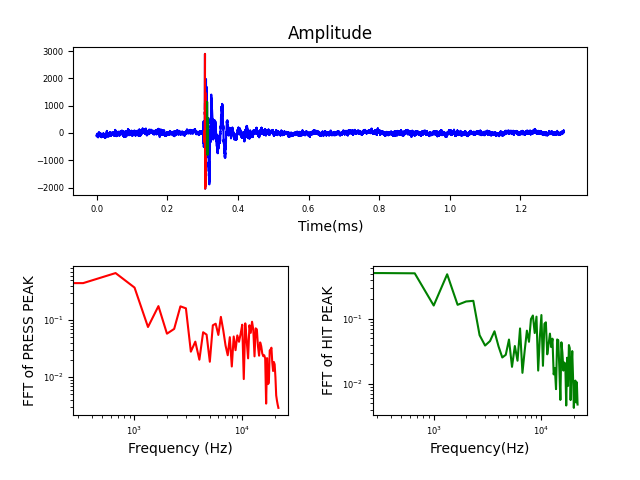 Amplitude
3000
2000
1000
0
−1000
−2000
0.0 0.2 0.4 0.6 0.8 1.0 1.2
Time(ms)
FFT of PRESS PEAK
10⁻¹
10⁻²
10³ 10⁴
Frequency (Hz)
FFT of HIT PEAK
10⁻¹
10⁻²
10³ 10⁴
Frequency(Hz)